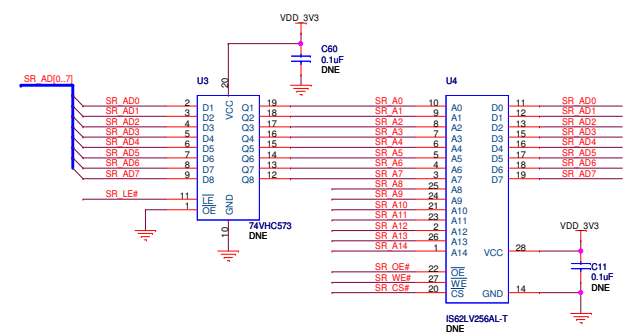 VDD_3V3
C60
0.1uF
DNE
SR_AD[0..7]
U3
U4
20
VCC
SR_AD0 2 D1 Q1 19 SR_A0 10 A0 D0 11 SR_AD0
SR_AD1 3 D2 Q2 18 SR_A1 9 A1 D1 12 SR_AD1
SR_AD2 4 D3 Q3 17 SR_A2 8 A2 D2 13 SR_AD2
SR_AD3 5 D4 Q4 16 SR_A3 7 A3 D3 15 SR_AD3
SR_AD4 6 D5 Q5 15 SR_A4 6 A4 D4 16 SR_AD4
SR_AD5 7 D6 Q6 14 SR_A5 5 A5 D5 17 SR_AD5
SR_AD6 8 D7 Q7 13 SR_A6 4 A6 D6 18 SR_AD6
SR_AD7 9 D8 Q8 12 SR_A7 3 A7 D7 19 SR_AD7
SR_A8 25 A8
SR_LE# 11 LE SR_A9 24 A9
1 OE GND SR_A10 21 A10
SR_A11 23 A11
10 74VHC573 SR_A12 2 A12 VDD_3V3
DNE SR_A13 26 A13
SR_A14 1 A14 VCC 28
C11
SR_OE# 22 OE 0.1uF
SR_WE# 27 WE DNE
SR_CS# 20 CS GND 14
IS62LV256AL-T
DNE